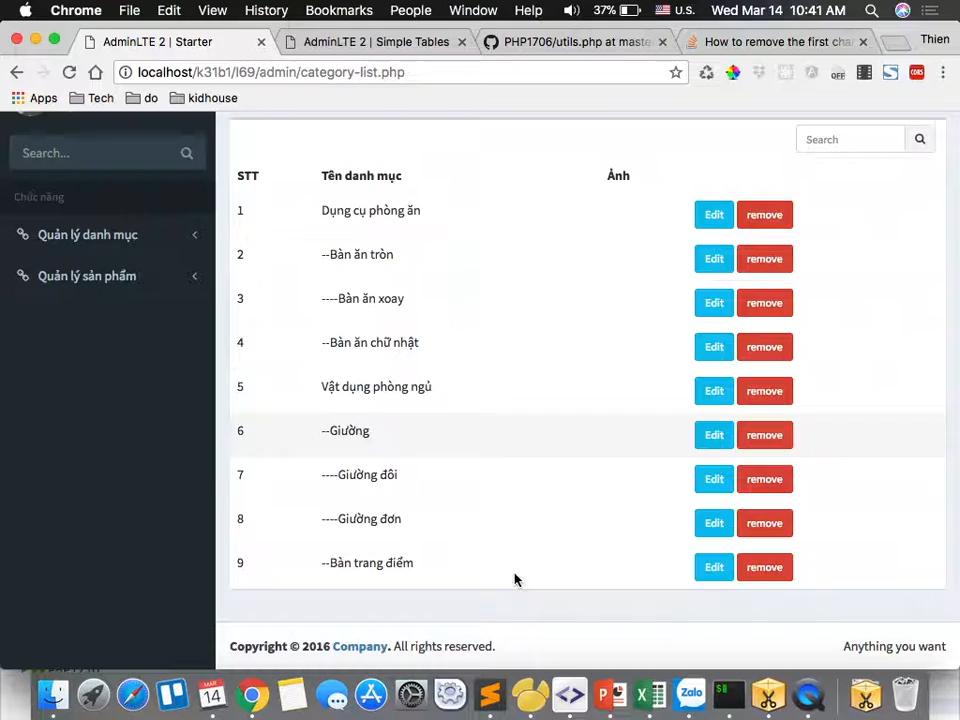 Chrome File Edit View History Bookmarks People Window Help 37% U.S. Wed Mar 14 10:41 AM
AdminLTE 2 | Starter
AdminLTE 2 | Simple Tables
PHP1706/utils.py at maste
How to remove the first cha
Thien
localhost/k31b1/l69/admin/category-list.php
OFF
CORS
Apps Tech do kidhouse
Search...
Search
Chức năng
Quản lý danh mục
Quản lý sản phẩm
STT Tên danh mục Ảnh
1 Dụng cụ phòng ăn Edit remove
2 --Bàn ăn tròn Edit remove
3 ----Bàn ăn xoay Edit remove
4 --Bàn ăn chữ nhật Edit remove
5 Vật dụng phòng ngủ Edit remove
6 --Giường Edit remove
7 ----Giường đôi Edit remove
8 ----Giường đơn Edit remove
9 --Bàn trang điểm Edit remove
Copyright © 2016 Company. All rights reserved. Anything you want
MAR
14
Zalo